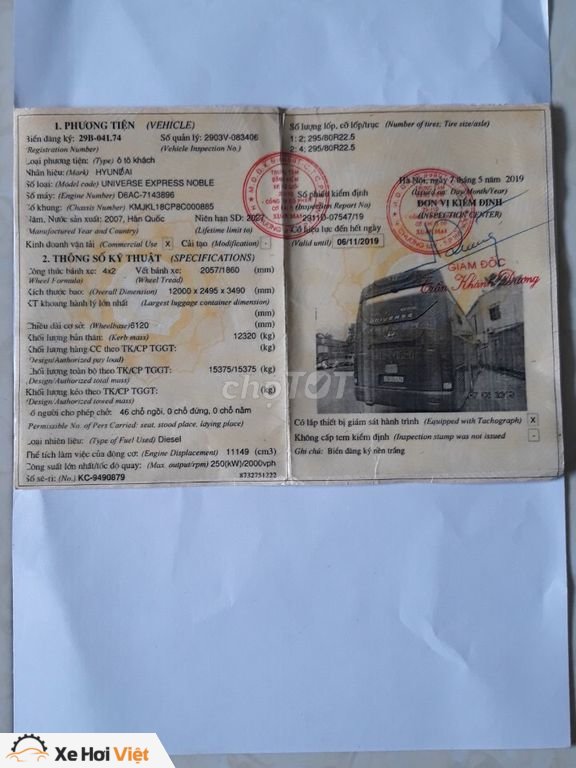 1. PHƯƠNG TIỆN (VEHICLE)
Biển đăng ký: 29B-041.74 Số quản lý: 2903V-083406
(Registration Number) (Vehicle Inspection No.)
Loại phương tiện: (Type) ô tô khách
Nhãn hiệu: (Mark) HYUNDAI
Số loại: (Model code) UNIVERSE EXPRESS NOBLE
Số máy: (Engine Number) D6AC-7143896
Số khung: (Chassis Number) KMJKL18CP8C000885
Năm, Nước sản xuất: 2007, Hàn Quốc Niên hạn SD: 2027
(Manufactured Year and Country) (Lifetime limit to)
Kinh doanh vận tải (Commercial Use) X Cải tạo (Modification) -
2. THÔNG SỐ KỸ THUẬT (SPECIFICATIONS)
Công thức bánh xe: 4x2 Vết bánh xe: 2057/1860 (mm)
(Wheel Formula) (Wheel Tread)
Kích thước bao: (Overall Dimension) 12000 x 2495 x 3490 (mm)
KT khoang hành lý lớn nhất (Largest luggage container dimension)
(mm)
Chiều dài cơ sở: (Wheelbase) 6120 (mm)
Khối lượng bản thân: (Kerb mass) 12320 (kg)
Khối lượng hàng CC theo TK/CP TGGT: (kg)
(Design/Authorized pay load)
Khối lượng toàn bộ theo TK/CP TGGT: 15375/15375 (kg)
(Design/Authorized total mass)
Khối lượng kéo theo TK/CP TGGT: (kg)
(Design/Authorized towed mass)
Số người cho phép chở: 46 chỗ ngồi, 0 chỗ đứng, 0 chỗ nằm
(Permissible No. of Pers Carried: seat, stood place, laying place)
Loại nhiên liệu: (Type of Fuel Used) Diesel
Thể tích làm việc của động cơ: (Engine Displacement) 11149 (cm3)
Công suất lớn nhất/tốc độ quay: (Max. output/rpm) 250(kW)/2000vph
Số sê-ri: (No.) KC-9490879 8732751222
Số lượng lốp, cỡ lốp/trục (Number of tires; Tire size/axle)
1: 2; 295/80R22.5
2: 4; 295/80R22.5
Hà Nội, ngày 7 tháng 5 năm 2019
(Issued on: Day/Month/Year)
Số phiếu kiểm định ĐƠN VỊ KIỂM ĐỊNH
(Inspection Report No) (INSPECTION CENTER)
2911D-07547/19
Có hiệu lực đến hết ngày
(Valid until) 06/11/2019
GIÁM ĐỐC
Trần Khánh Phương
UNIVERSE
chợTỐT
Có lắp thiết bị giám sát hành trình (Equipped with Tachograph) X
Không cấp tem kiểm định (Inspection stamp was not issued) -
Ghi chú: Biển đăng ký nền trắng
Xe Hơi Việt